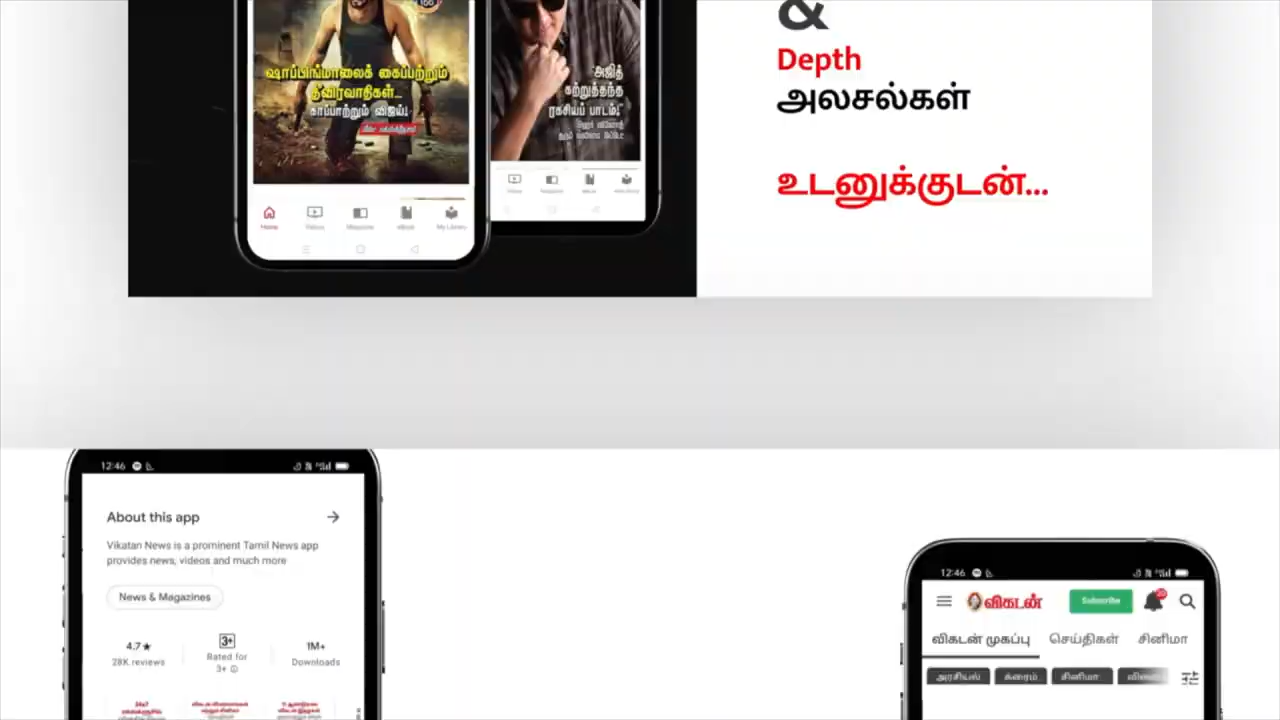 100
ஷாப்பிங்மாலைக் கைப்பற்றும்
தீவிரவாதிகள்...
காப்பாற்றும் விஜய்!
Home
Videos
Magazine
eBook
My Library
அஜித்
கற்றுத்தந்த
ரகசியப் பாடம்!
&
Depth
அலசல்கள்
உடனுக்குடன்...
12:46
About this app
Vikatan News is a prominent Tamil News app
provides news, videos and much more
News & Magazines
4.7★
28K reviews
3+
Rated for
3+
1M+
Downloads
12:46
விகடன்
Subscribe
20
விகடன் முகப்பு
செய்திகள்
சினிமா
அரசியல்
க்ரைம்
சினிமா